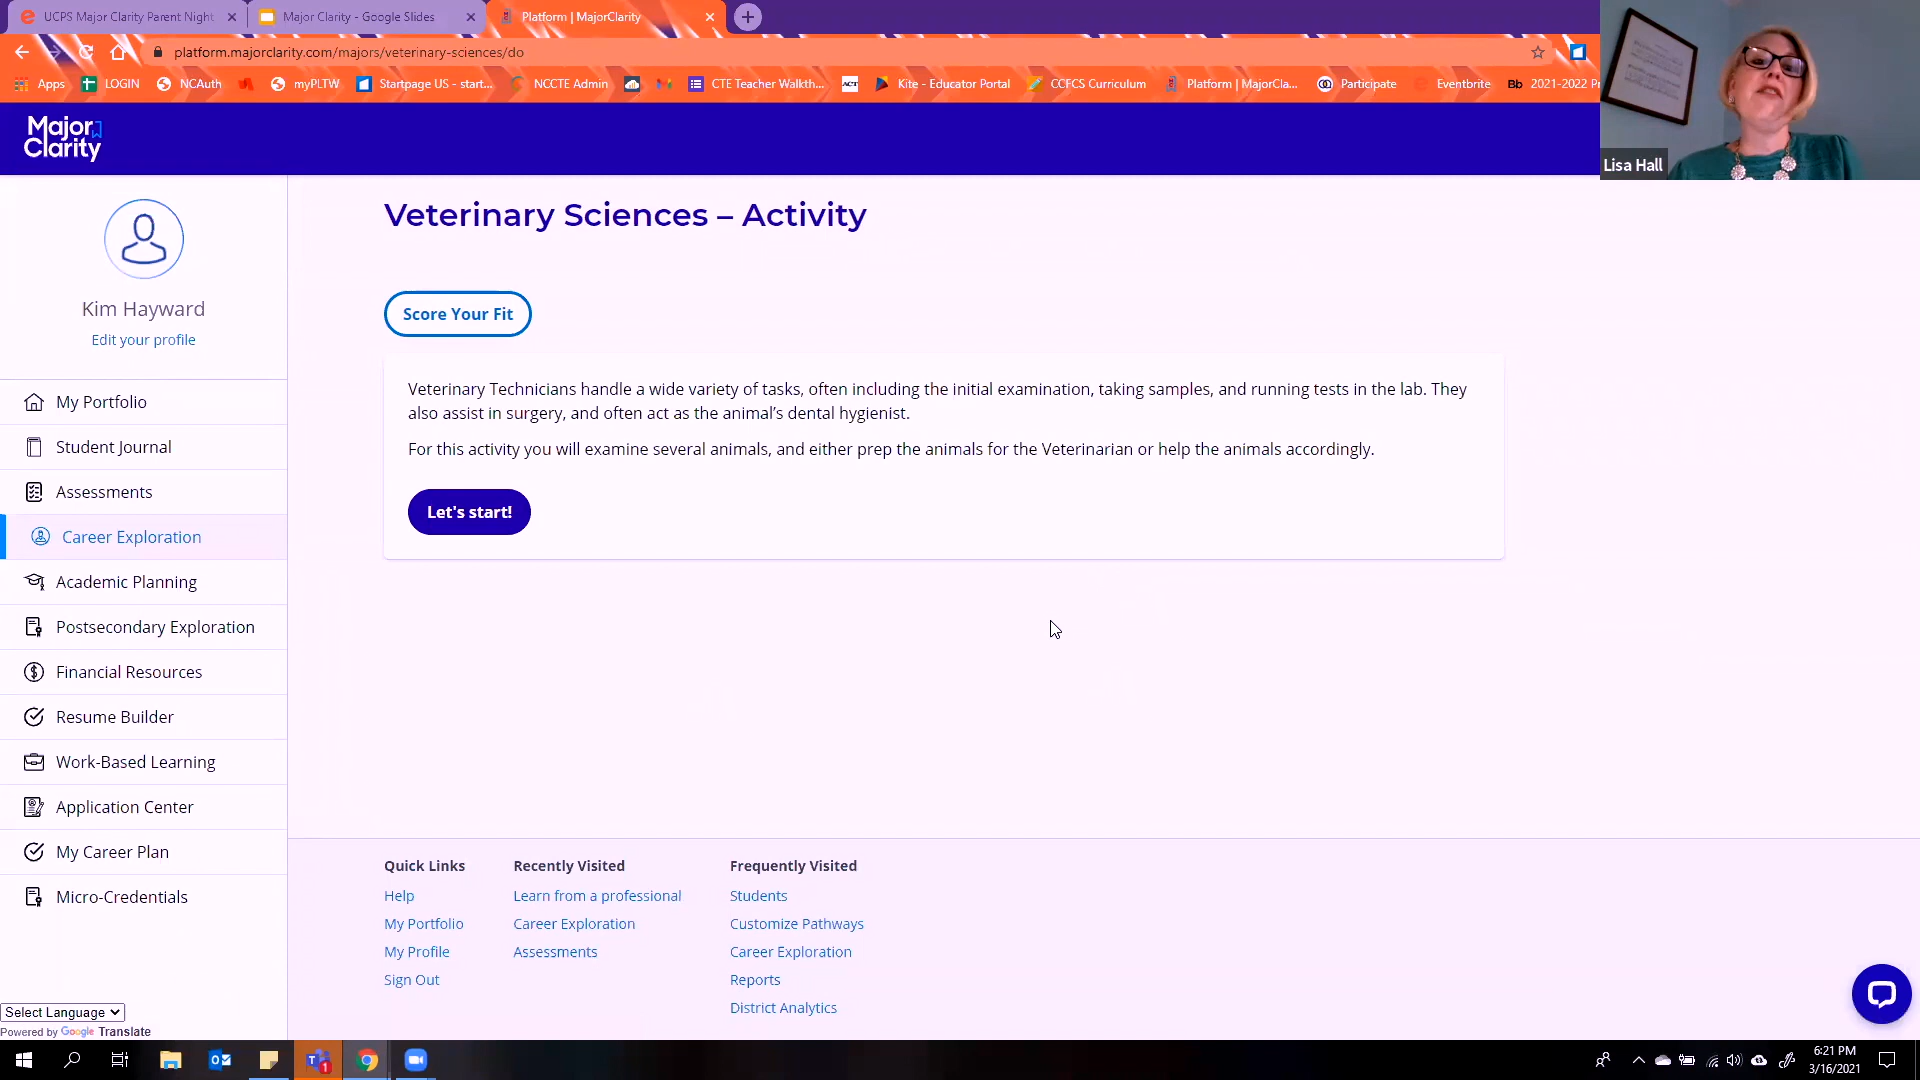 UCPS Major Clarity Parent Night
Major Clarity - Google Slides
Platform | MajorClarity
platform.majorclarity.com/majors/veterinary-sciences/do
Apps
LOGIN
NCAuth
myPLTW
Startpage US - start...
NCCTE Admin
CTE Teacher Walkth...
ACT
Kite - Educator Portal
CCFCS Curriculum
Platform | MajorCla...
Participate
Eventbrite
Bb 2021-2022 P
Lisa Hall
Major
Clarity
Kim Hayward
Edit your profile
My Portfolio
Student Journal
Assessments
Career Exploration
Academic Planning
Postsecondary Exploration
Financial Resources
Resume Builder
Work-Based Learning
Application Center
My Career Plan
Micro-Credentials
Select Language
Powered by Google Translate
Veterinary Sciences – Activity
Score Your Fit
Veterinary Technicians handle a wide variety of tasks, often including the initial examination, taking samples, and running tests in the lab. They
also assist in surgery, and often act as the animal’s dental hygienist.
For this activity you will examine several animals, and either prep the animals for the Veterinarian or help the animals accordingly.
Let's start!
Quick Links
Help
My Portfolio
My Profile
Sign Out
Recently Visited
Learn from a professional
Career Exploration
Assessments
Frequently Visited
Students
Customize Pathways
Career Exploration
Reports
District Analytics
6:21 PM
3/16/2021